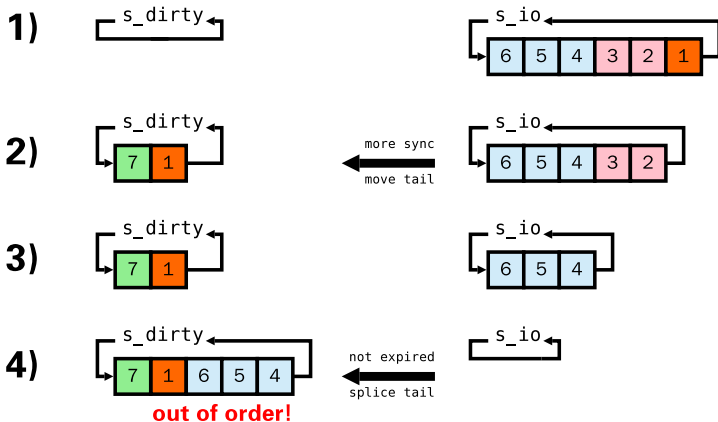 1) s_dirty s_io
6 5 4 3 2 1
2) s_dirty s_io
more sync
7 1 6 5 4 3 2
move tail
3) s_dirty s_io
7 1 6 5 4
4) s_dirty s_io
not expired
7 1 6 5 4
splice tail
out of order!